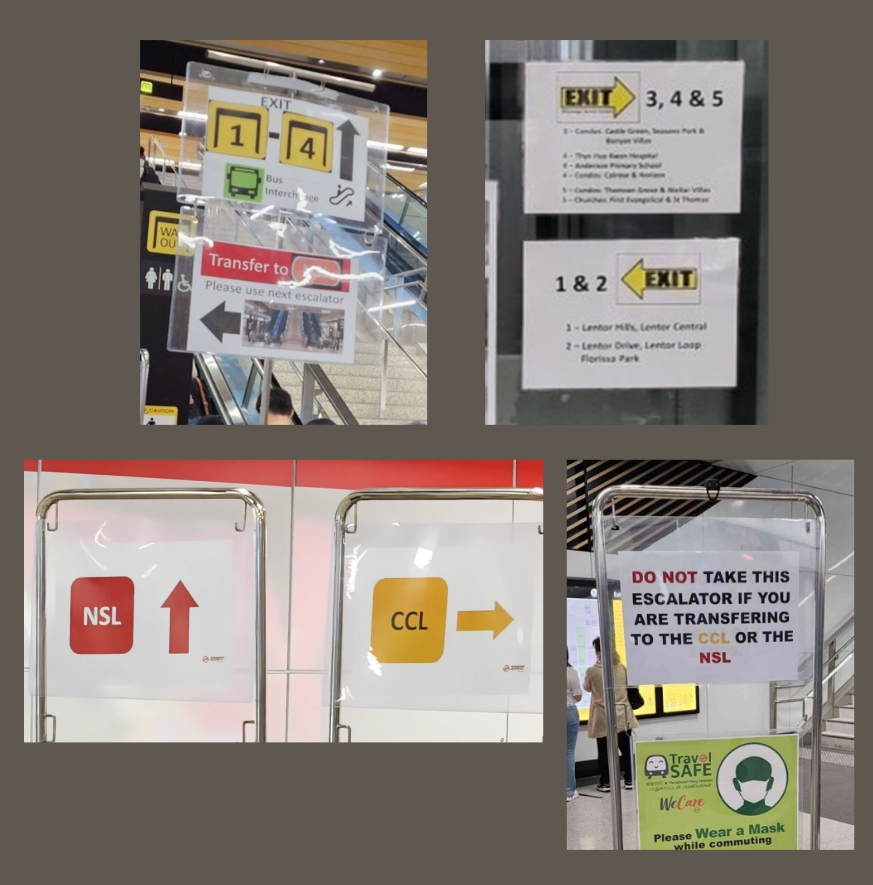 EXIT
1 - 4
Bus
Interchange
WAY
OUT
Transfer to
Please use next escalator
CAUTION
EXIT 3, 4 & 5
3 – Condos: Castle Green, Seasons Park &
Banyan Villas
4 – Thye Hua Kwan Hospital
4 – Anderson Primary School
4 – Condos: Calrose & Horizon
5 – Condos: Thomson Grove & Stellar Villas
5 – Churches: First Evangelical & St Thomas
1 & 2 EXIT
1 – Lentor Hills, Lentor Central
2 – Lentor Drive, Lentor Loop
Florissa Park
NSL
CCL
DO NOT TAKE THIS
ESCALATOR IF YOU
ARE TRANSFERING
TO THE CCL OR THE
NSL
Travel
SAFE
WeCare
Please Wear a Mask
while commuting